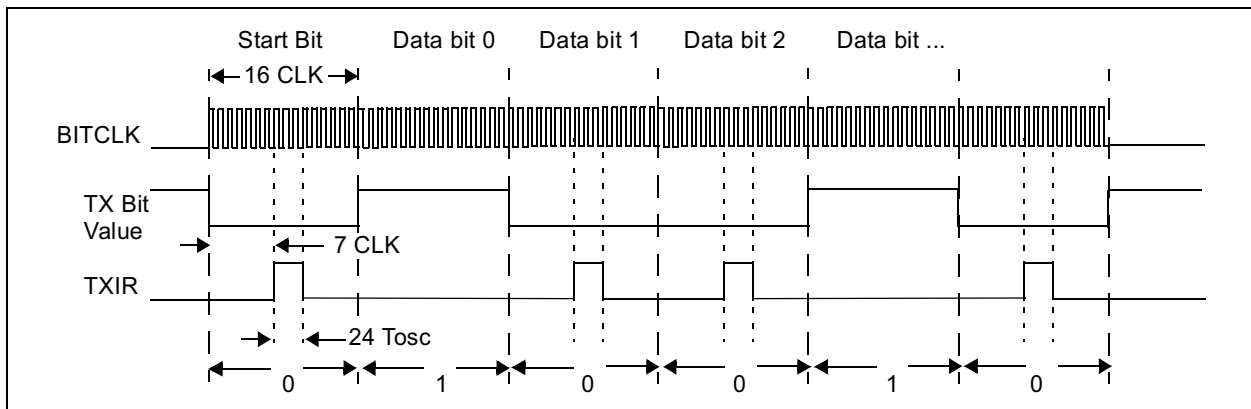 Start Bit Data bit 0 Data bit 1 Data bit 2 Data bit ...
16 CLK
BITCLK
TX Bit
Value
7 CLK
TXIR
24 Tosc
0 1 0 0 1 0